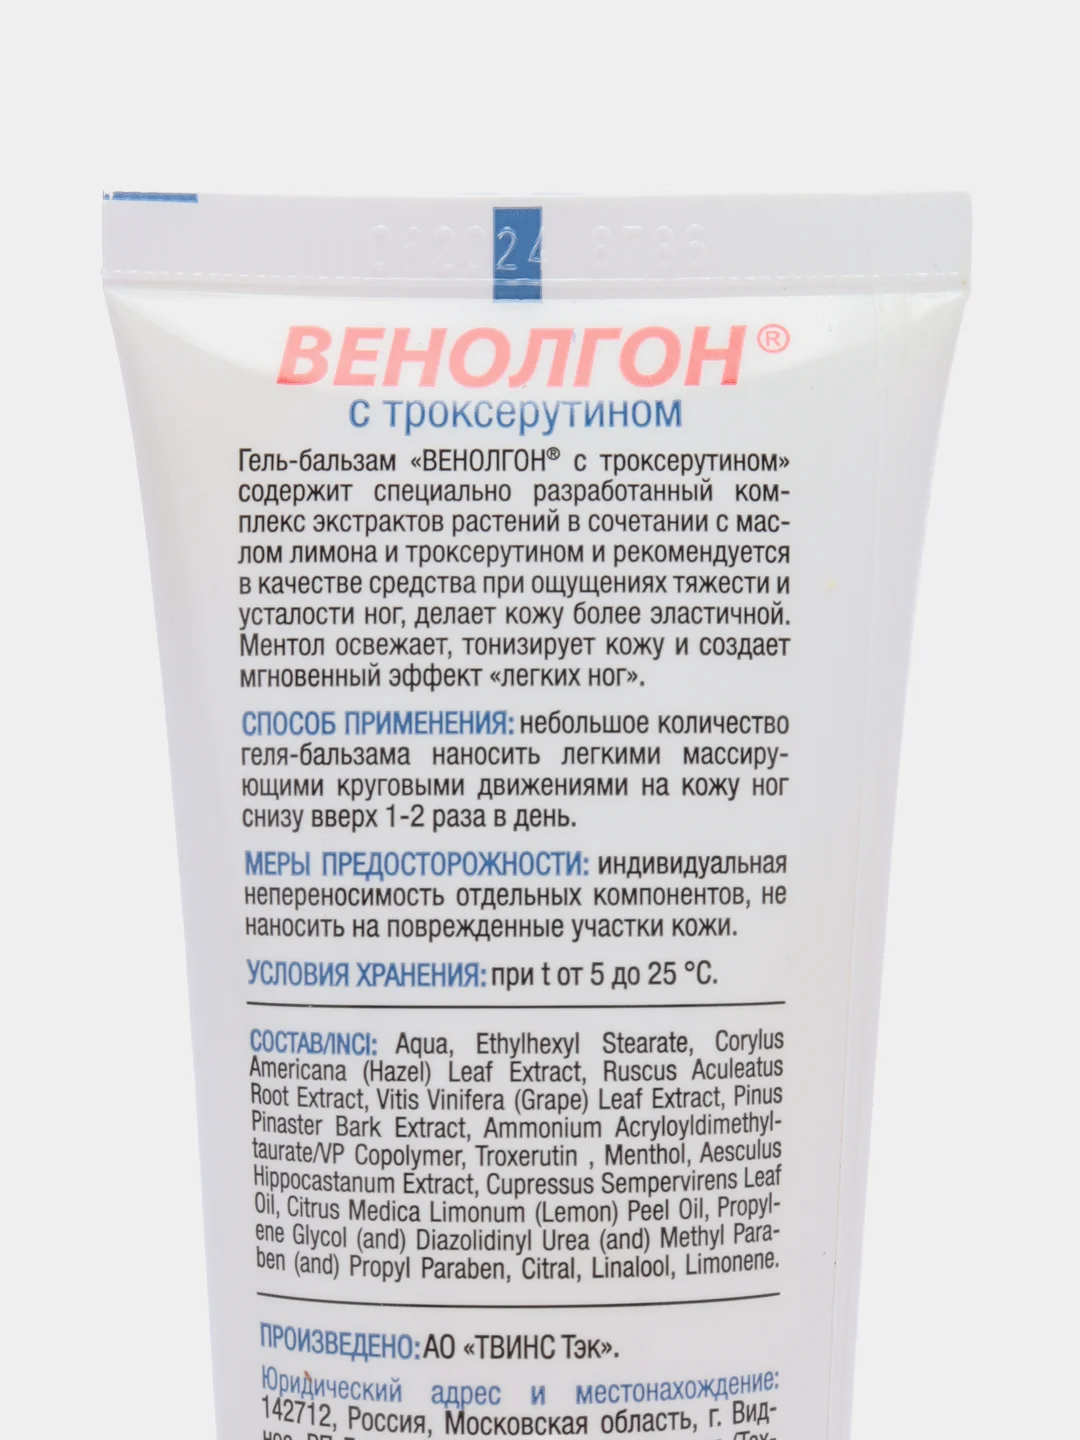 062024 8786
ВЕНОЛГОН®
с троксерутином
Гель-бальзам «ВЕНОЛГОН® с троксерутином»
содержит специально разработанный ком-
плекс экстрактов растений в сочетании с мас-
лом лимона и троксерутином и рекомендуется
в качестве средства при ощущениях тяжести и
усталости ног, делает кожу более эластичной.
Ментол освежает, тонизирует кожу и создает
мгновенный эффект «легких ног».
СПОСОБ ПРИМЕНЕНИЯ: небольшое количество
геля-бальзама наносить легкими массиру-
ющими круговыми движениями на кожу ног
снизу вверх 1-2 раза в день.
МЕРЫ ПРЕДОСТОРОЖНОСТИ: индивидуальная
непереносимость отдельных компонентов, не
наносить на поврежденные участки кожи.
УСЛОВИЯ ХРАНЕНИЯ: при t от 5 до 25 °C.
СОСТАВ/INCI: Aqua, Ethylhexyl Stearate, Corylus
Americana (Hazel) Leaf Extract, Ruscus Aculeatus
Root Extract, Vitis Vinifera (Grape) Leaf Extract, Pinus
Pinaster Bark Extract, Ammonium Acryloyldimethyl-
taurate/VP Copolymer, Troxerutin , Menthol, Aesculus
Hippocastanum Extract, Cupressus Sempervirens Leaf
Oil, Citrus Medica Limonum (Lemon) Peel Oil, Propyl-
ene Glycol (and) Diazolidinyl Urea (and) Methyl Para-
ben (and) Propyl Paraben, Citral, Linalool, Limonene.
ПРОИЗВЕДЕНО: АО «ТВИНС Тэк».
Юридический адрес и местонахождение:
142712, Россия, Московская область, г. Вид-